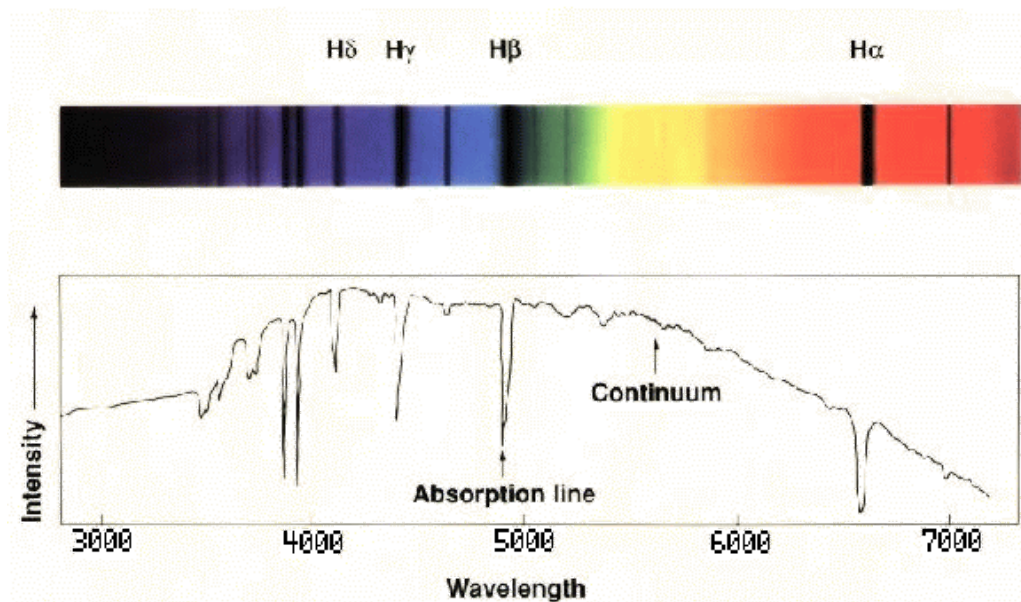 Hδ Hγ Hβ Hα
Intensity
Continuum
Absorption line
3000 4000 5000 6000 7000
Wavelength